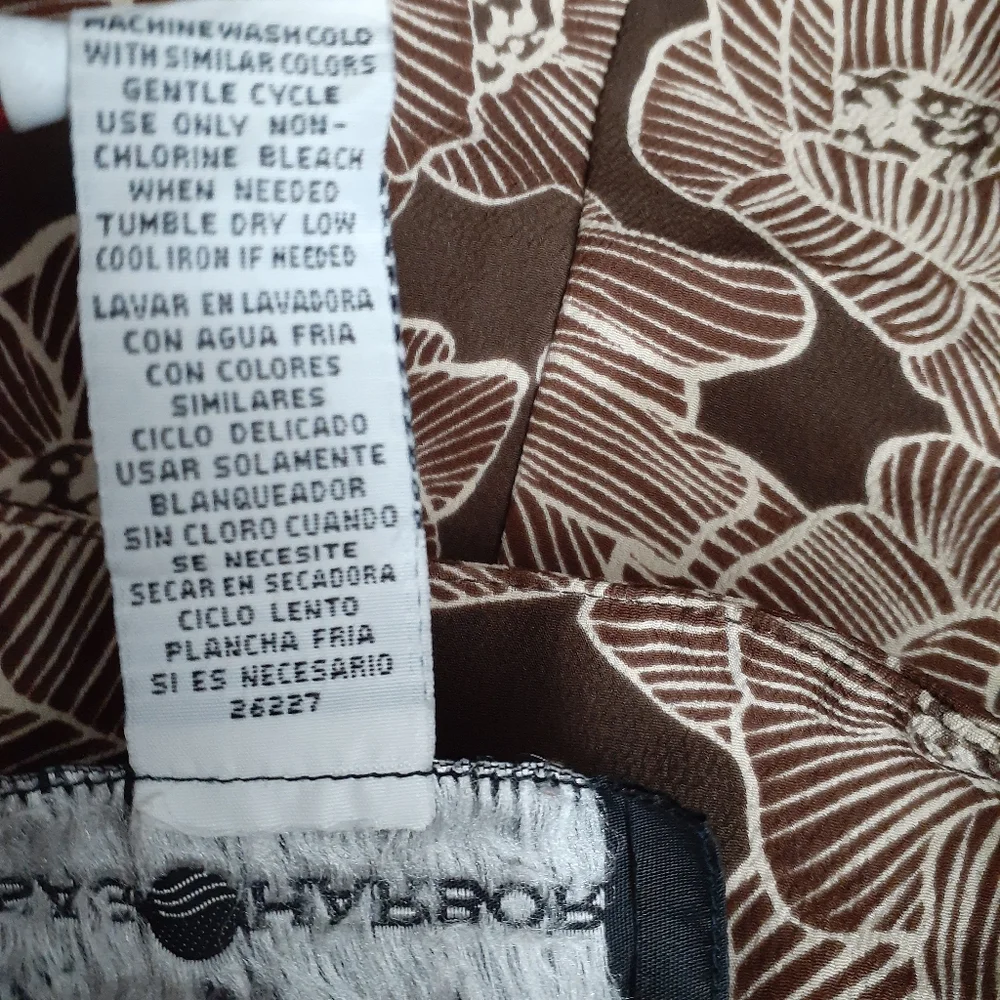 MACHINE WASH COLD
WITH SIMILAR COLORS
GENTLE CYCLE
USE ONLY NON-
CHLORINE BLEACH
WHEN NEEDED
TUMBLE DRY LOW
COOL IRON IF NEEDED
LAVAR EN LAVADORA
CON AGUA FRIA
CON COLORES
SIMILARES
CICLO DELICADO
USAR SOLAMENTE
BLANQUEADOR
SIN CLORO CUANDO
SE NECESITE
SECAR EN SECADORA
CICLO LENTO
PLANCHA FRIA
SI ES NECESARIO
26227